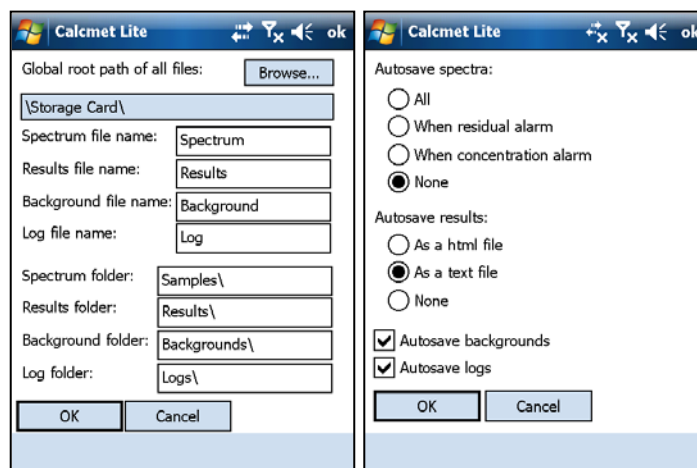 Calcmet Lite ok
Global root path of all files: Browse...
\Storage Card\
Spectrum file name: Spectrum
Results file name: Results
Background file name: Background
Log file name: Log
Spectrum folder: Samples\
Results folder: Results\
Background folder: Backgrounds\
Log folder: Logs\
OK Cancel
Calcmet Lite ok
Autosave spectra:
All
When residual alarm
When concentration alarm
None
Autosave results:
As a html file
As a text file
None
Autosave backgrounds
Autosave logs
OK Cancel